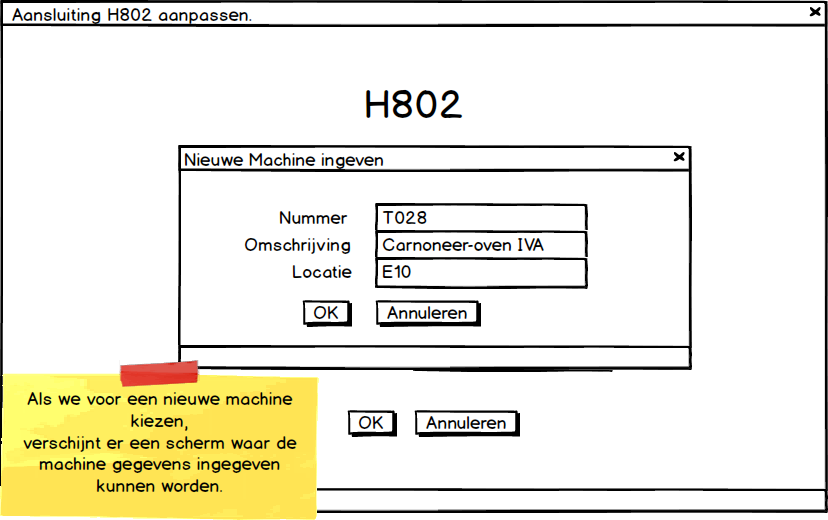 Aansluiting H802 aanpassen.
H802
Nieuwe Machine ingeven
Nummer T028
Omschrijving Carnoneer-oven IVA
Locatie E10
OK Annuleren
Als we voor een nieuwe machine
kiezen,
verschijnt er een scherm waar de
machine gegevens ingegeven
kunnen worden.
OK Annuleren